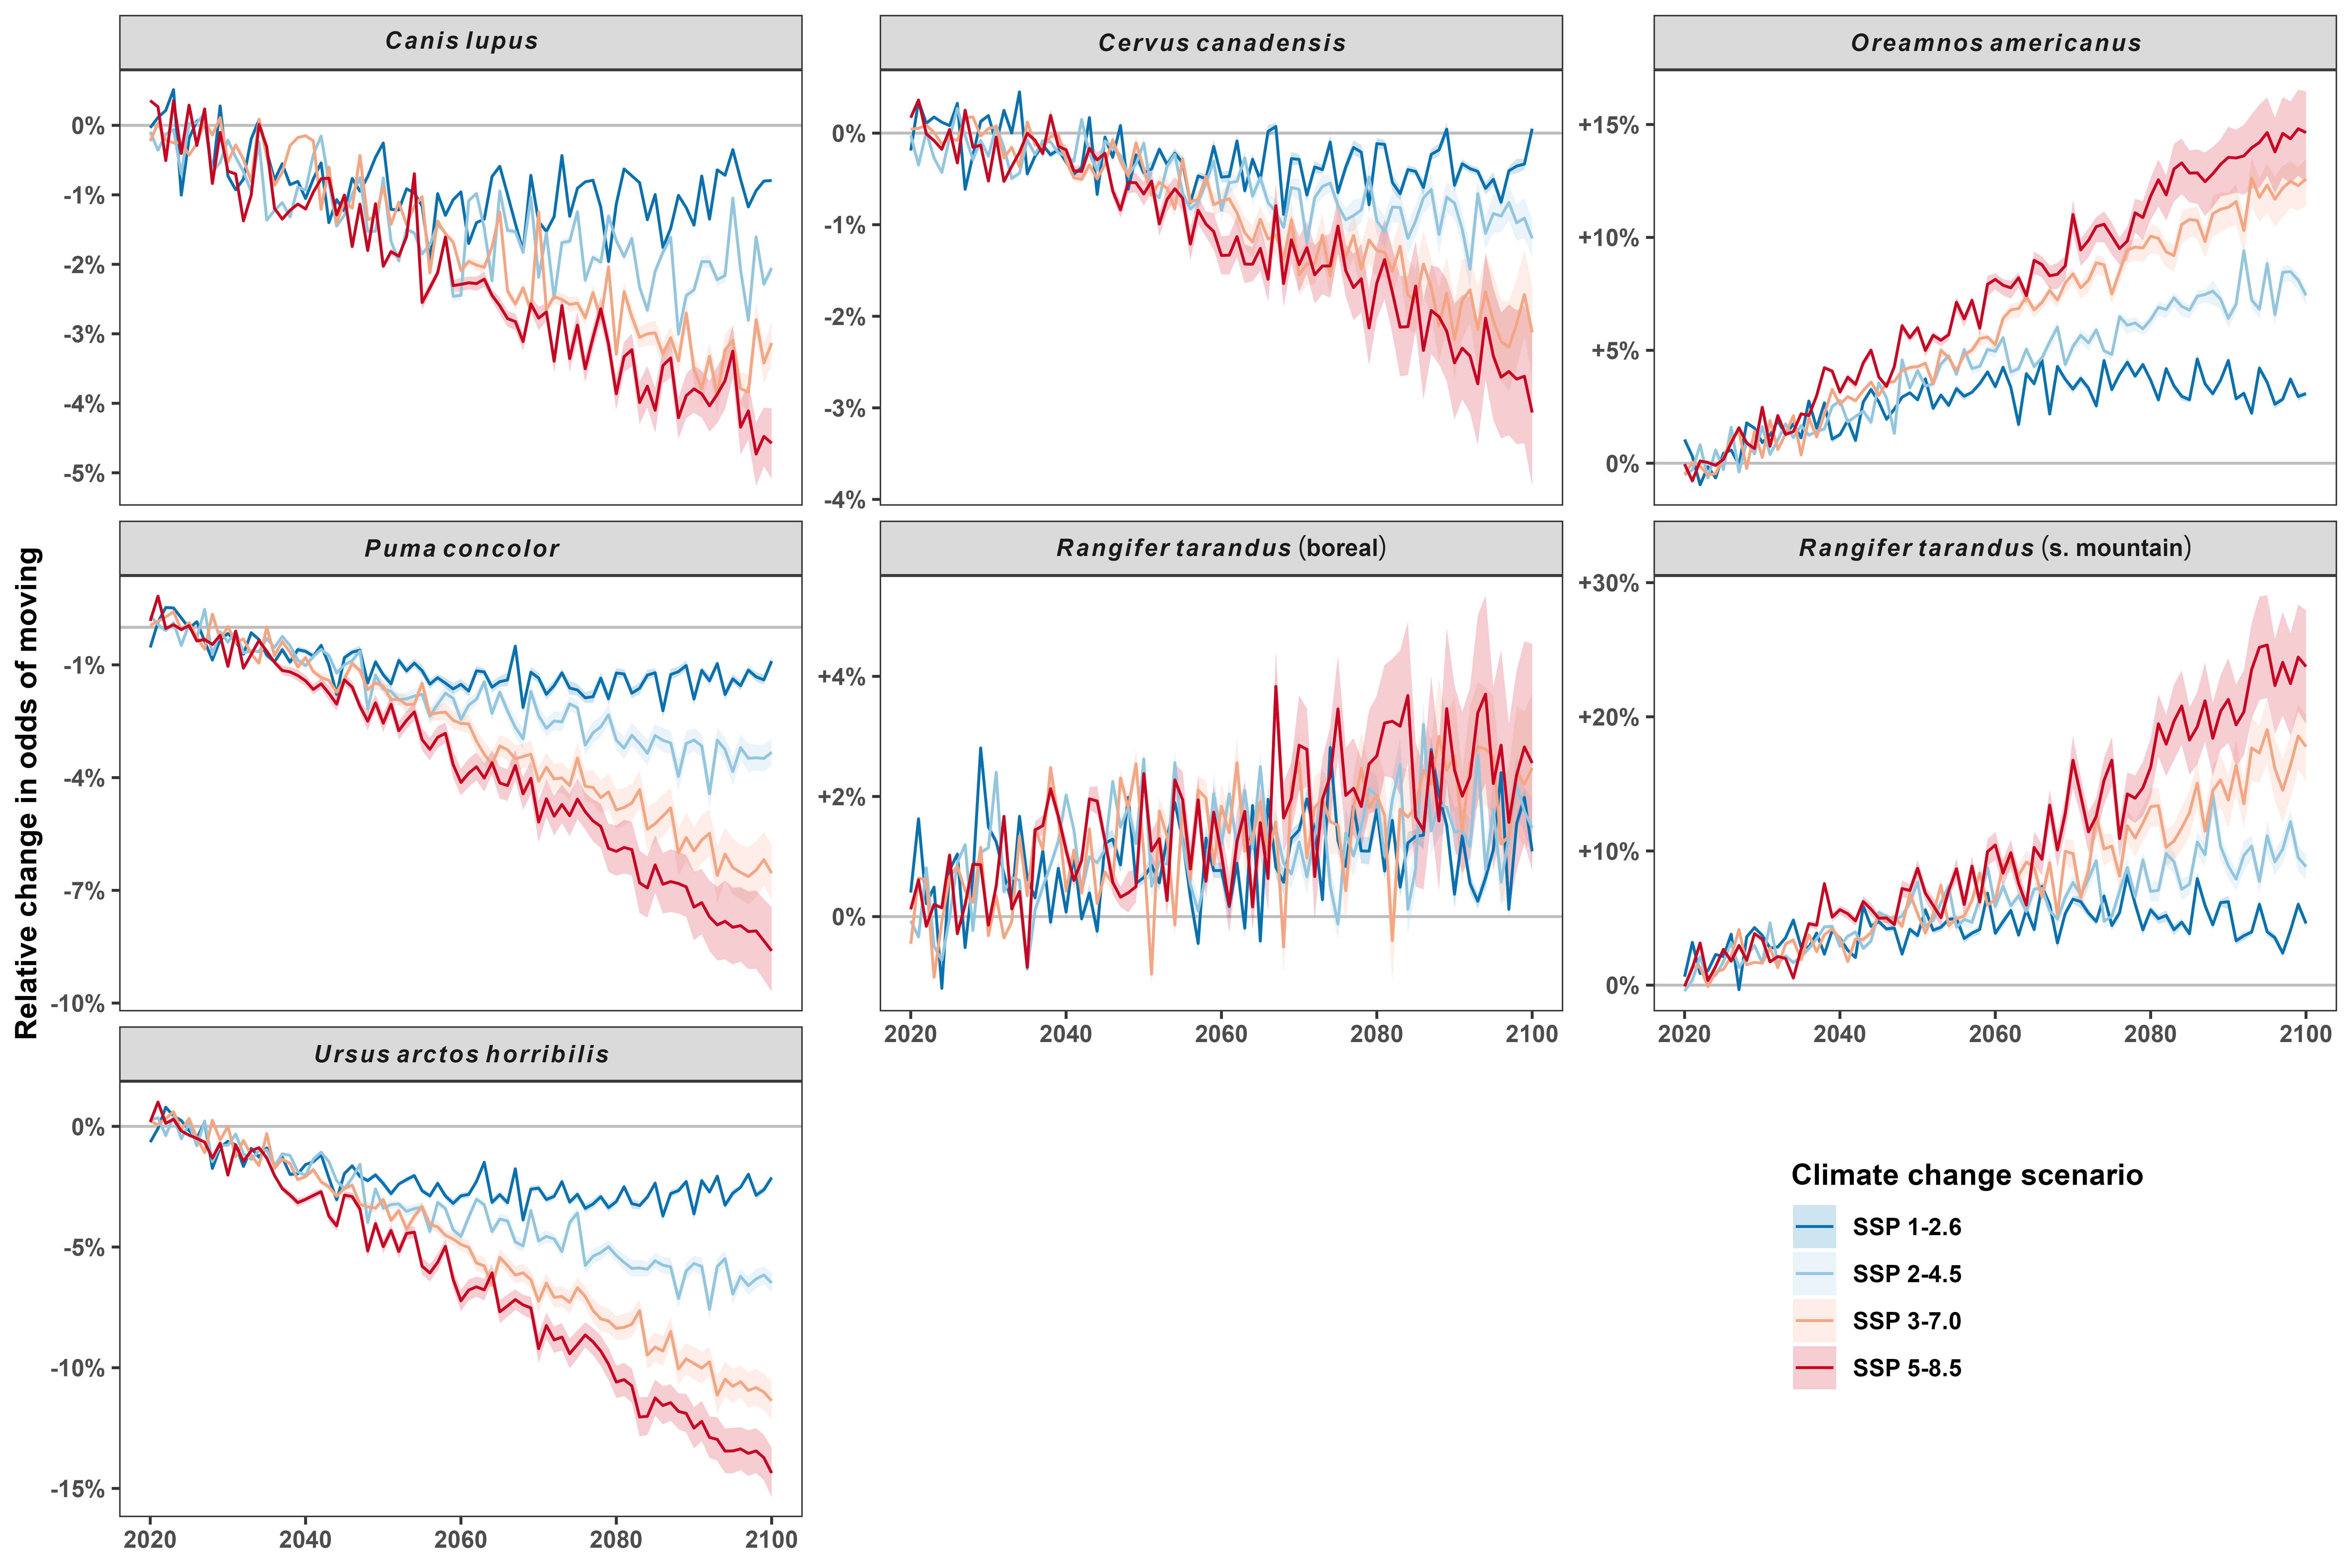 Canis lupus
Cervus canadensis
Oreamnos americanus
0%
-1%
-2%
-3%
-4%
-5%
0%
-1%
-2%
-3%
-4%
+15%
+10%
+5%
0%
Relative change in odds of moving
Puma concolor
Rangifer tarandus (boreal)
Rangifer tarandus (s. mountain)
-1%
-4%
-7%
-10%
+4%
+2%
0%
+30%
+20%
+10%
0%
2020 2040 2060 2080 2100
2020 2040 2060 2080 2100
Ursus arctos horribilis
0%
-5%
-10%
-15%
2020 2040 2060 2080 2100
Climate change scenario
SSP 1-2.6
SSP 2-4.5
SSP 3-7.0
SSP 5-8.5